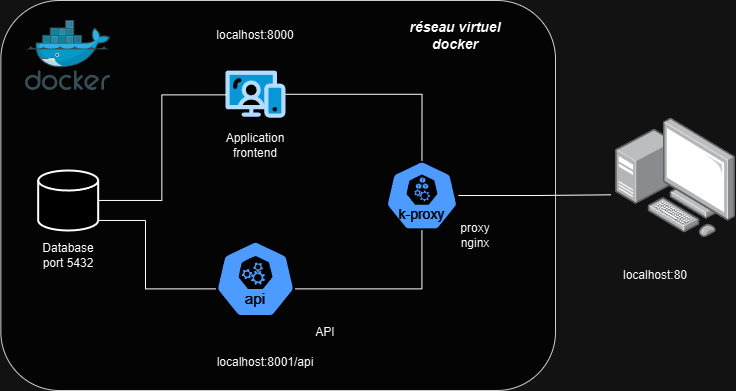 localhost:8000
réseau virtuel
docker
docker
Application
frontend
k-proxy
proxy
nginx
Database
port 5432
api
API
localhost:8001/api
localhost:80